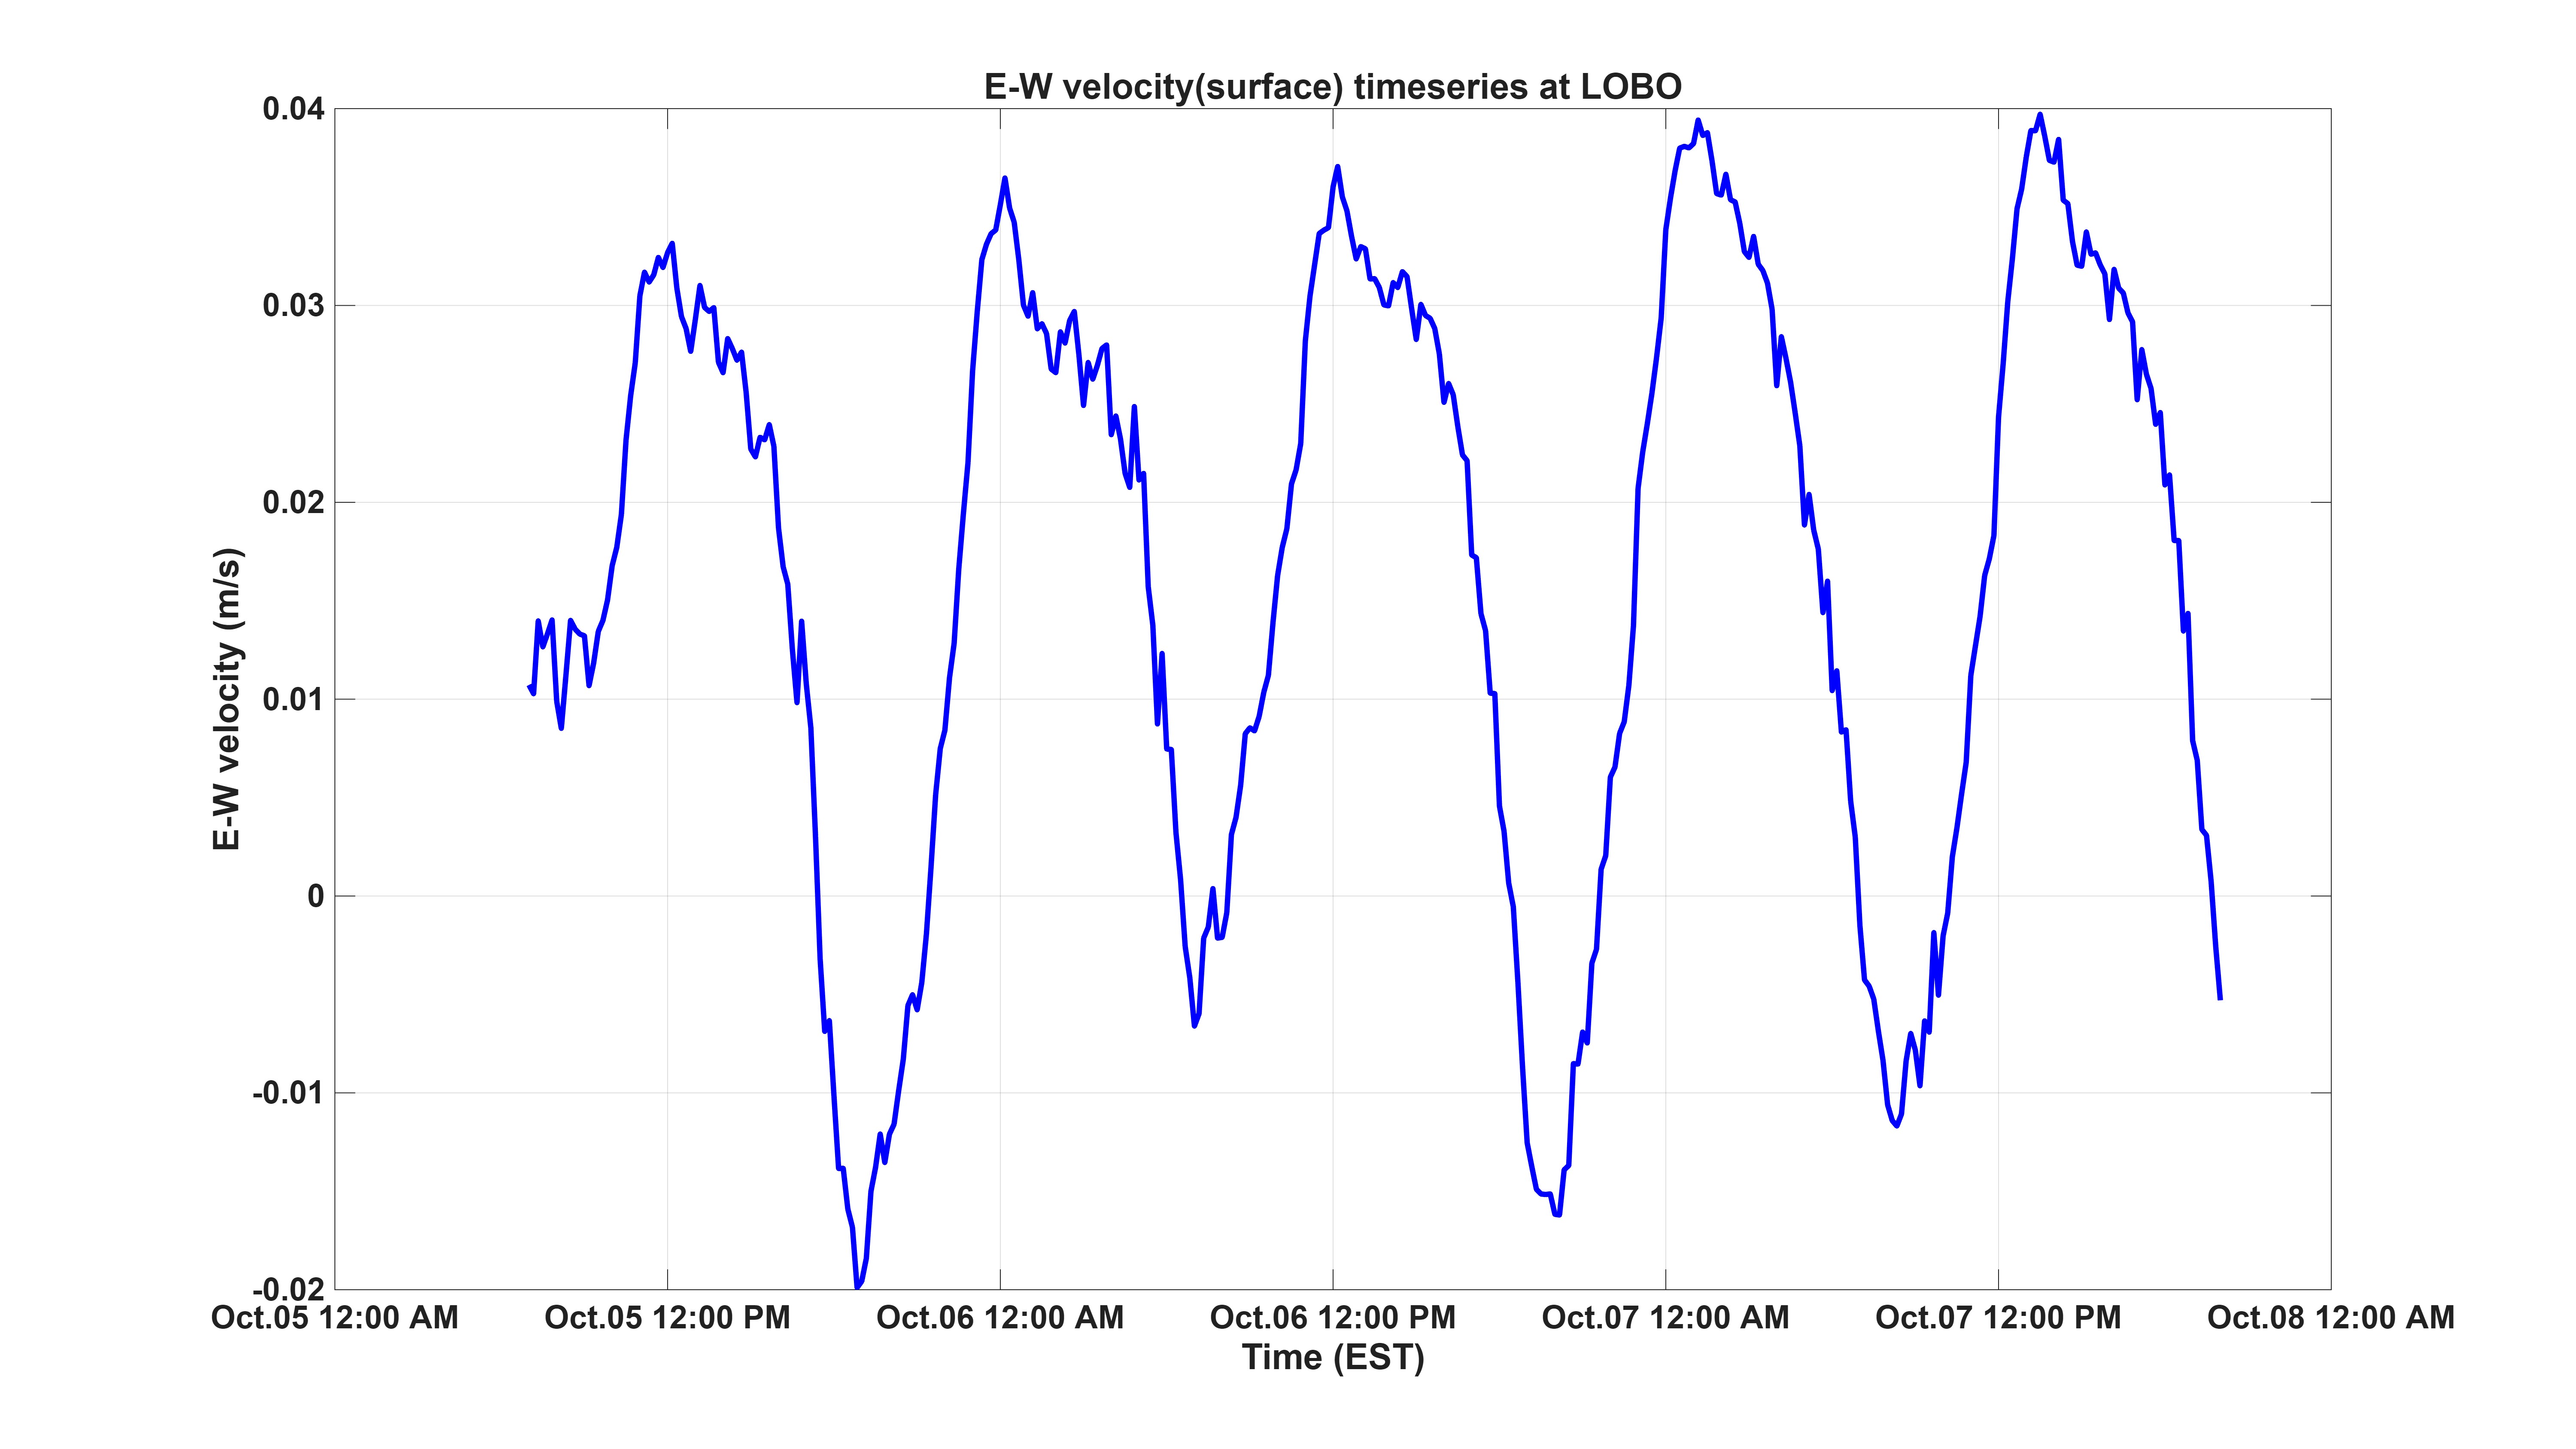 E-W velocity(surface) timeseries at LOBO
0.04
0.03
0.02
0.01
0
-0.01
-0.02
E-W velocity (m/s)
Oct.05 12:00 AM
Oct.05 12:00 PM
Oct.06 12:00 AM
Oct.06 12:00 PM
Oct.07 12:00 AM
Oct.07 12:00 PM
Oct.08 12:00 AM
Time (EST)